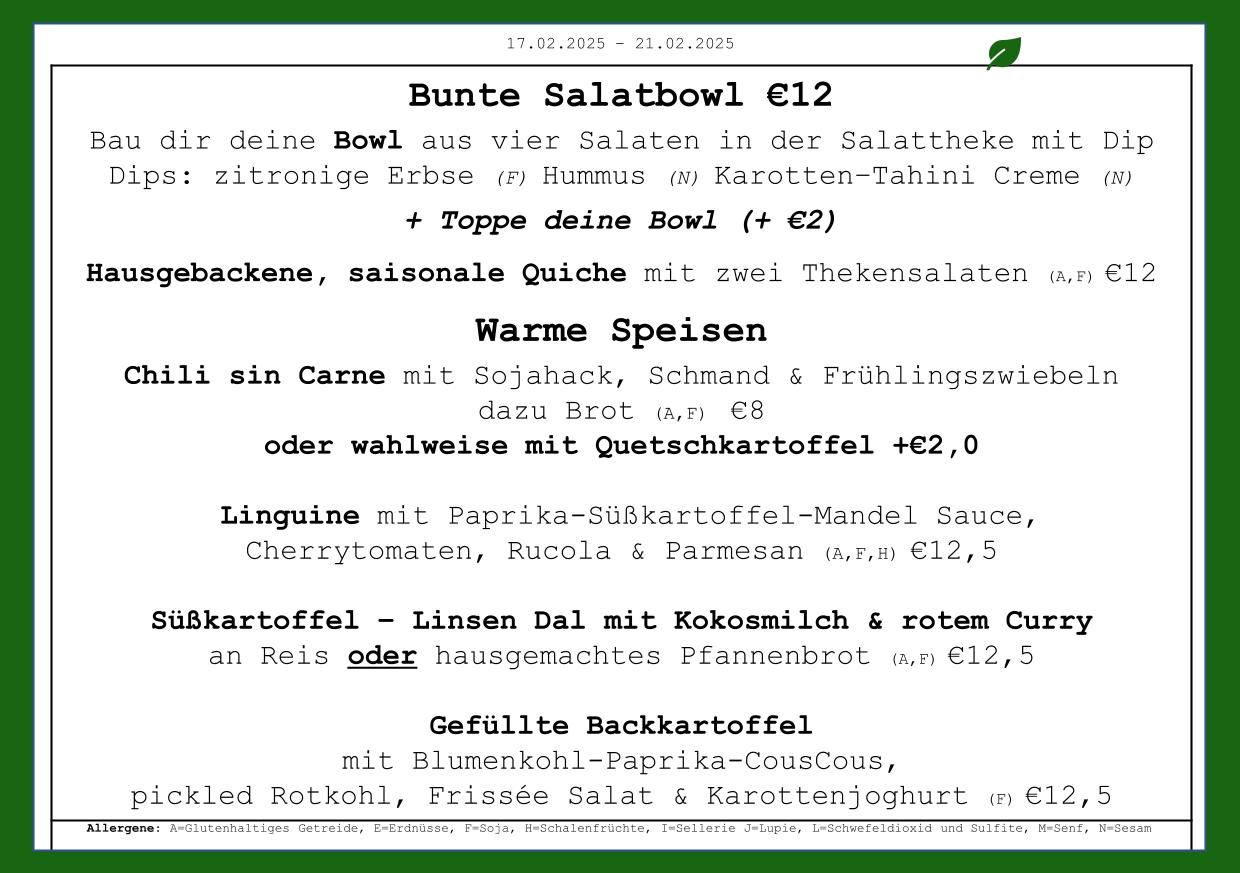 17.02.2025 – 21.02.2025
Bunte Salatbowl €12
Bau dir deine Bowl aus vier Salaten in der Salattheke mit Dip
Dips: zitronige Erbse (F) Hummus (N) Karotten-Tahini Creme (N)
+ Toppe deine Bowl (+ €2)
Hausgebackene, saisonale Quiche mit zwei Thekensalaten (A,F) €12
Warme Speisen
Chili sin Carne mit Sojahack, Schmand & Frühlingszwiebeln
dazu Brot (A,F) €8
oder wahlweise mit Quetschkartoffel +€2,0
Linguine mit Paprika-Süßkartoffel-Mandel Sauce,
Cherrytomaten, Rucola & Parmesan (A,F,H) €12,5
Süßkartoffel – Linsen Dal mit Kokosmilch & rotem Curry
an Reis oder hausgemachtes Pfannenbrot (A,F) €12,5
Gefüllte Backkartoffel
mit Blumenkohl-Paprika-CousCous,
pickled Rotkohl, Frissée Salat & Karottenjoghurt (F) €12,5
Allergene: A=Glutenhaltiges Getreide, E=Erdnüsse, F=Soja, H=Schalenfrüchte, I=Sellerie J=Lupie, L=Schwefeldioxid und Sulfite, M=Senf, N=Sesam